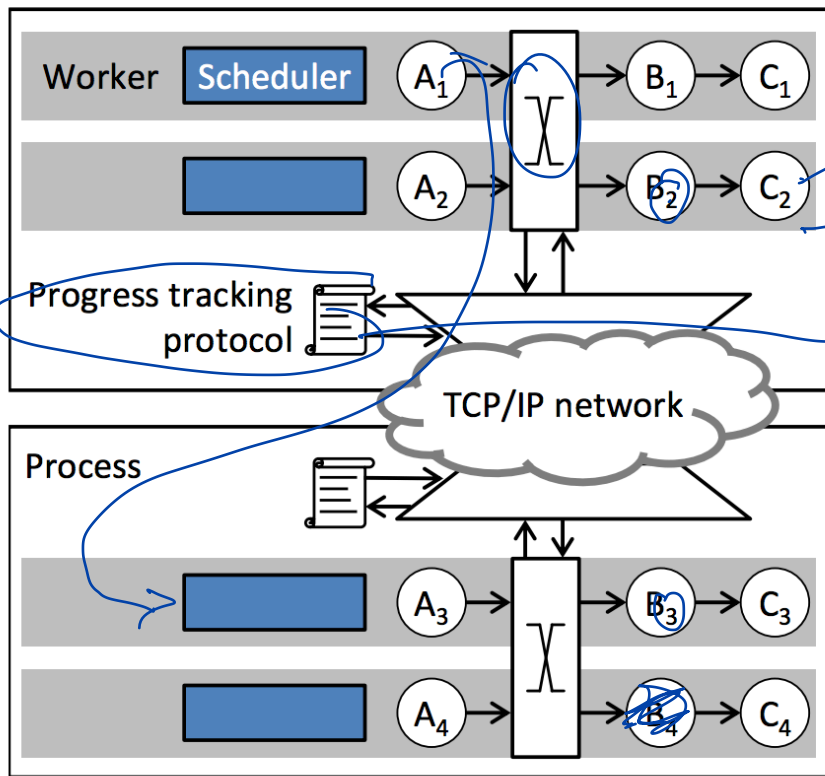 Worker Scheduler A₁ B₁ C₁
A₂ B₂ C₂
Progress tracking
protocol
TCP/IP network
Process
A₃ B₃ C₃
A₄ B₄ C₄